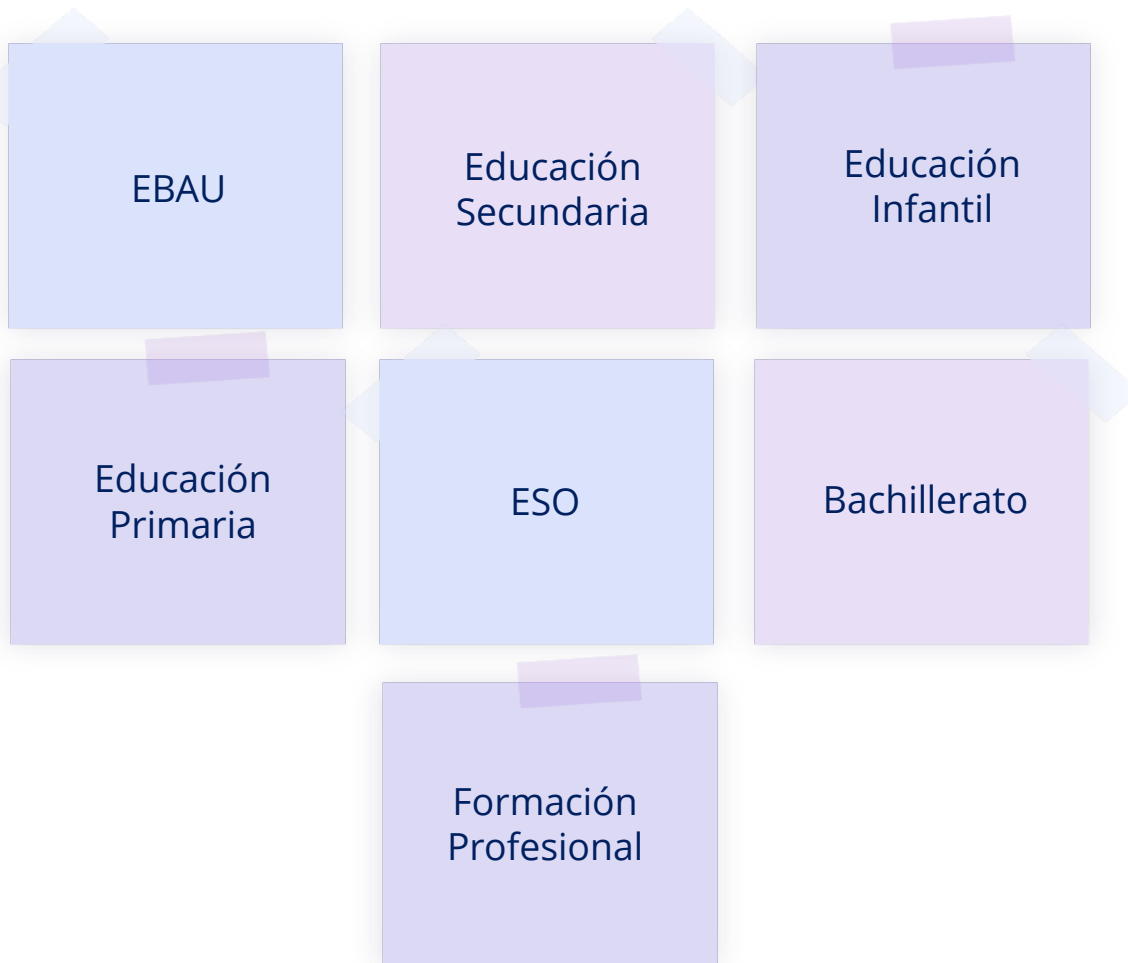 EBAU
Educación
Secundaria
Educación
Infantil
Educación
Primaria
ESO
Bachillerato
Formación
Profesional